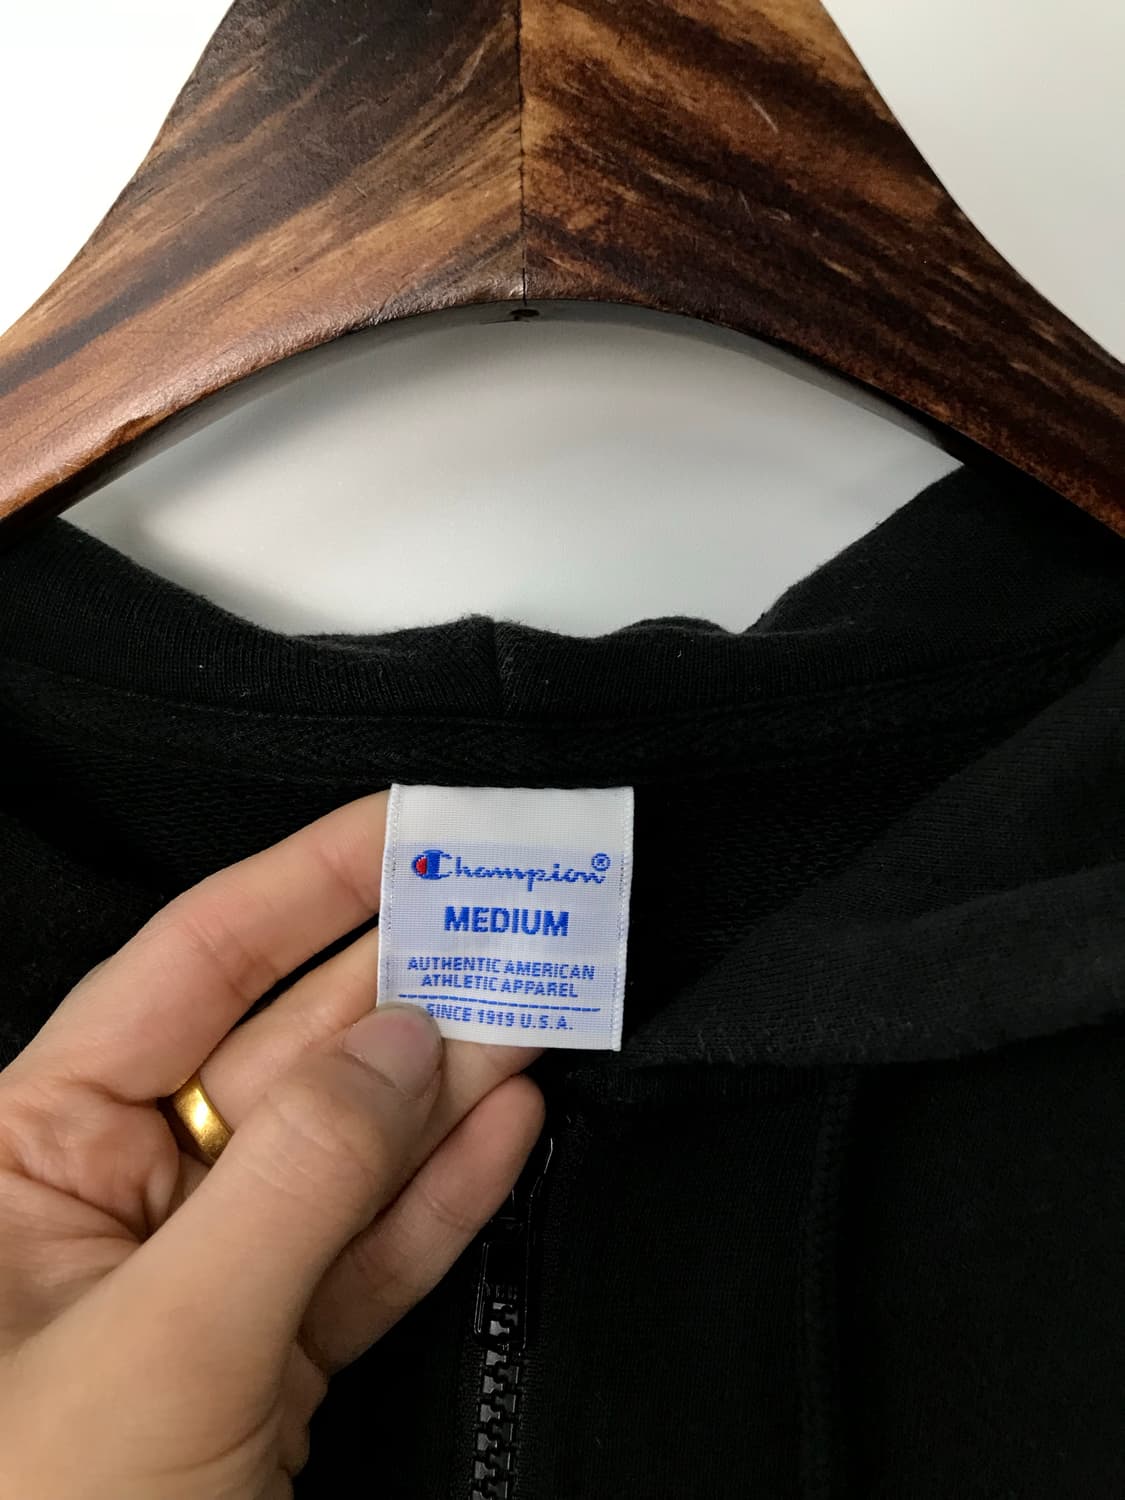 Champion®
MEDIUM
AUTHENTIC AMERICAN
ATHLETIC APPAREL
SINCE 1919 U.S.A.